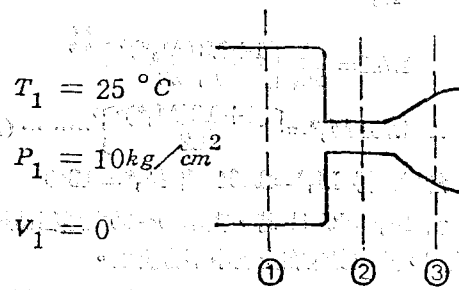 T₁ = 25 °C
P₁ = 10kg/cm²
V₁ = 0
① ② ③